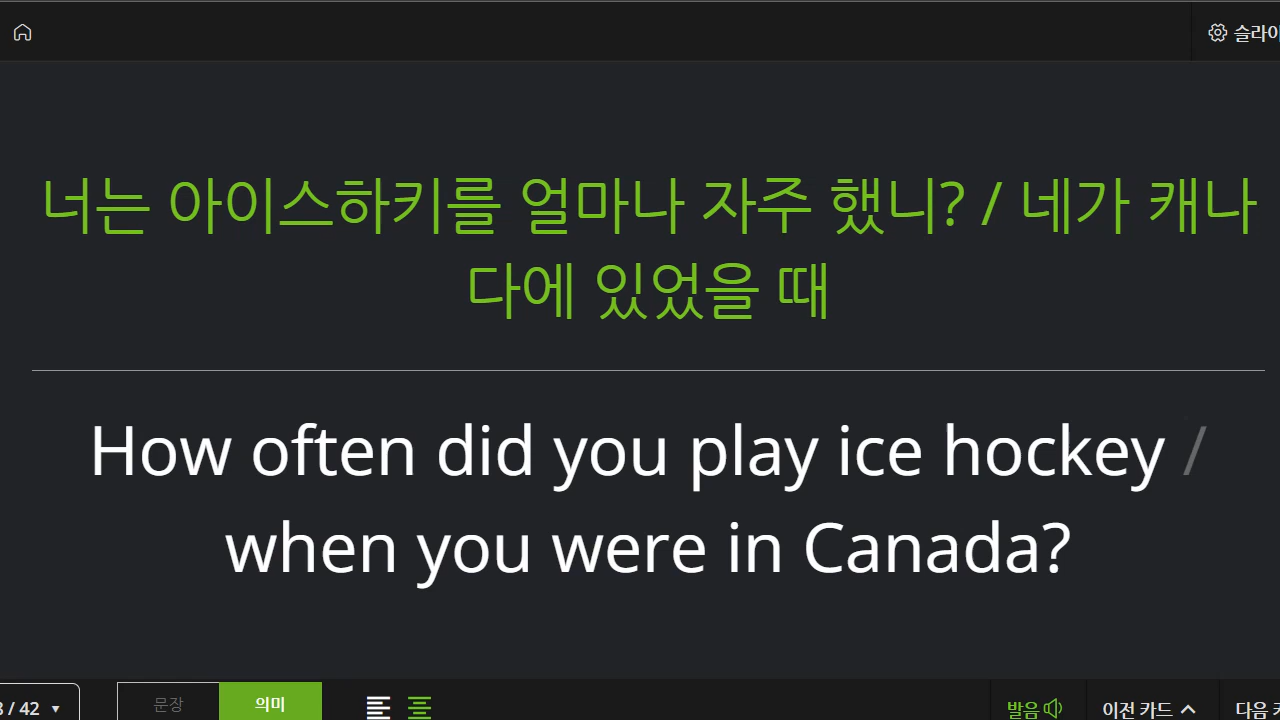 슬라이
너는 아이스하키를 얼마나 자주 했니? / 네가 캐나
다에 있었을 때
How often did you play ice hockey /
when you were in Canada?
/ 42 ▼ 문장 의미 발음 이전 카드 다음